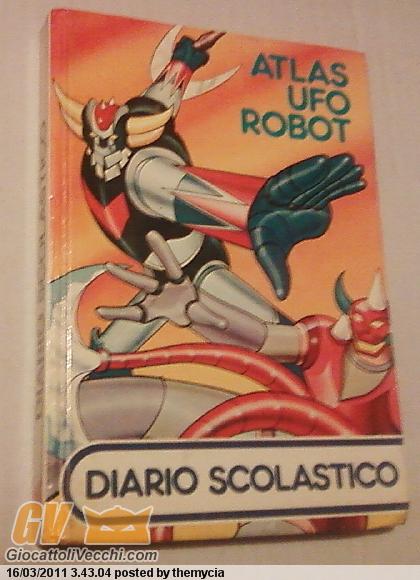 ATLAS
UFO
ROBOT
DIARIO SCOLASTICO
GV
GiocattoliVecchi.com
16/03/2011 3.43.04 posted by themycia